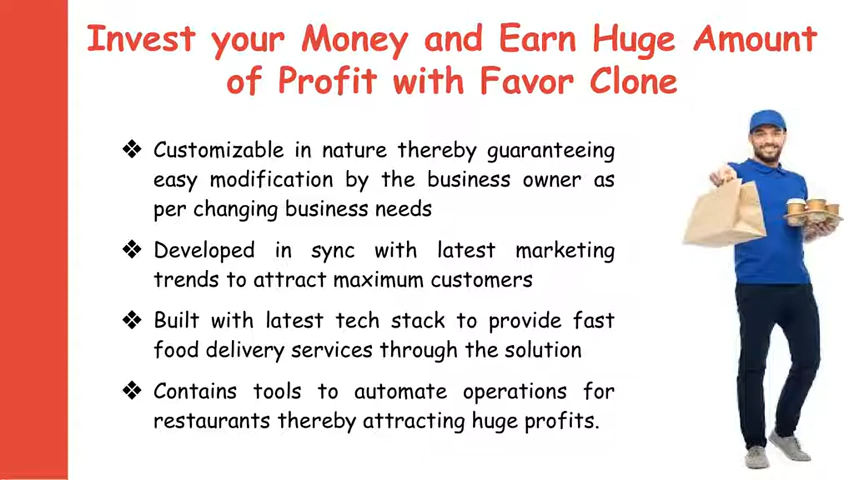 Invest your Money and Earn Huge Amount
of Profit with Favor Clone
❖ Customizable in nature thereby guaranteeing
easy modification by the business owner as
per changing business needs
❖ Developed in sync with latest marketing
trends to attract maximum customers
❖ Built with latest tech stack to provide fast
food delivery services through the solution
❖ Contains tools to automate operations for
restaurants thereby attracting huge profits.